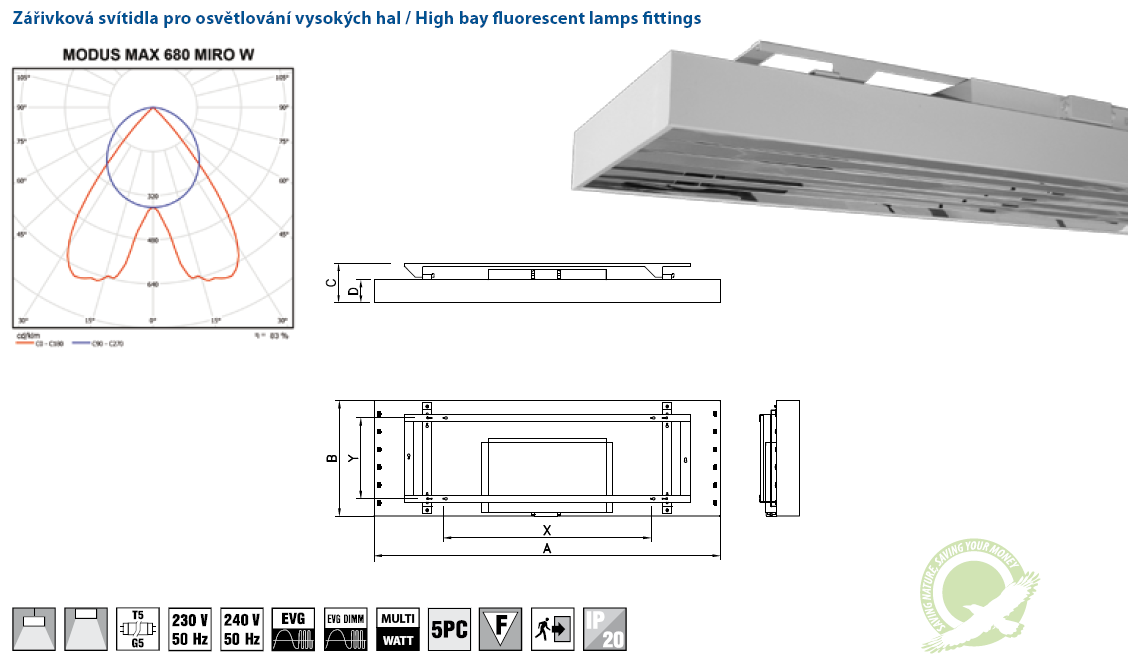 Zářivková svítidla pro osvětlování vysokých hal / High bay fluorescent lamps fittings
MODUS MAX 680 MIRO W
105° 105°
90° 90°
75° 75°
60° 60°
45° 45°
320
480
640
30° 15° 0° 15° 30°
cd/klm η = 83 %
C0 - C180 C90 - C270
C
D
B
Y
X
A
SAVING NATURE, SAVING YOUR MONEY
T5
G5
230 V
50 Hz
240 V
50 Hz
EVG
EVG DIMM
MULTI
WATT
5PC
F
IP
20